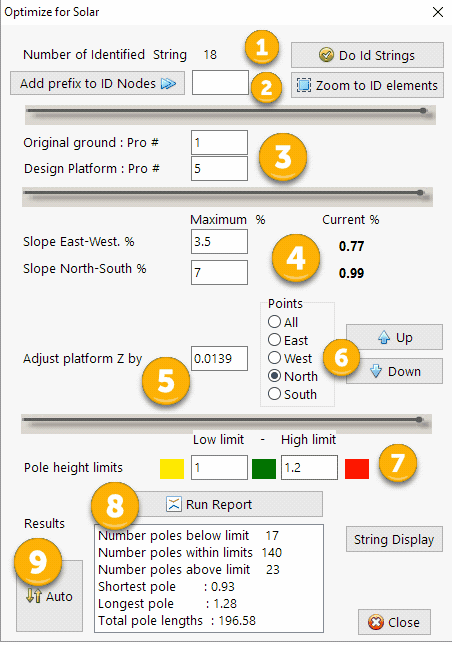 Optimize for Solar
Number of Identified String 18 1 Do Id Strings
Add prefix to ID Nodes 2 Zoom to ID elements
Original ground : Pro # 1
Design Platform : Pro # 5
3
Maximum % Current %
Slope East-West. % 3.5 0.77
Slope North-South % 7 0.99
4
Points
All
East
West
North
South
Adjust platform Z by 0.0139
5
6
Up
Down
Low limit - High limit
Pole height limits 1 1.2 7
8 Run Report
Results
Number poles below limit 17
Number poles within limits 140
Number poles above limit 23
Shortest pole : 0.93
Longest pole : 1.28
Total pole lengths : 196.58
String Display
9
Auto
Close